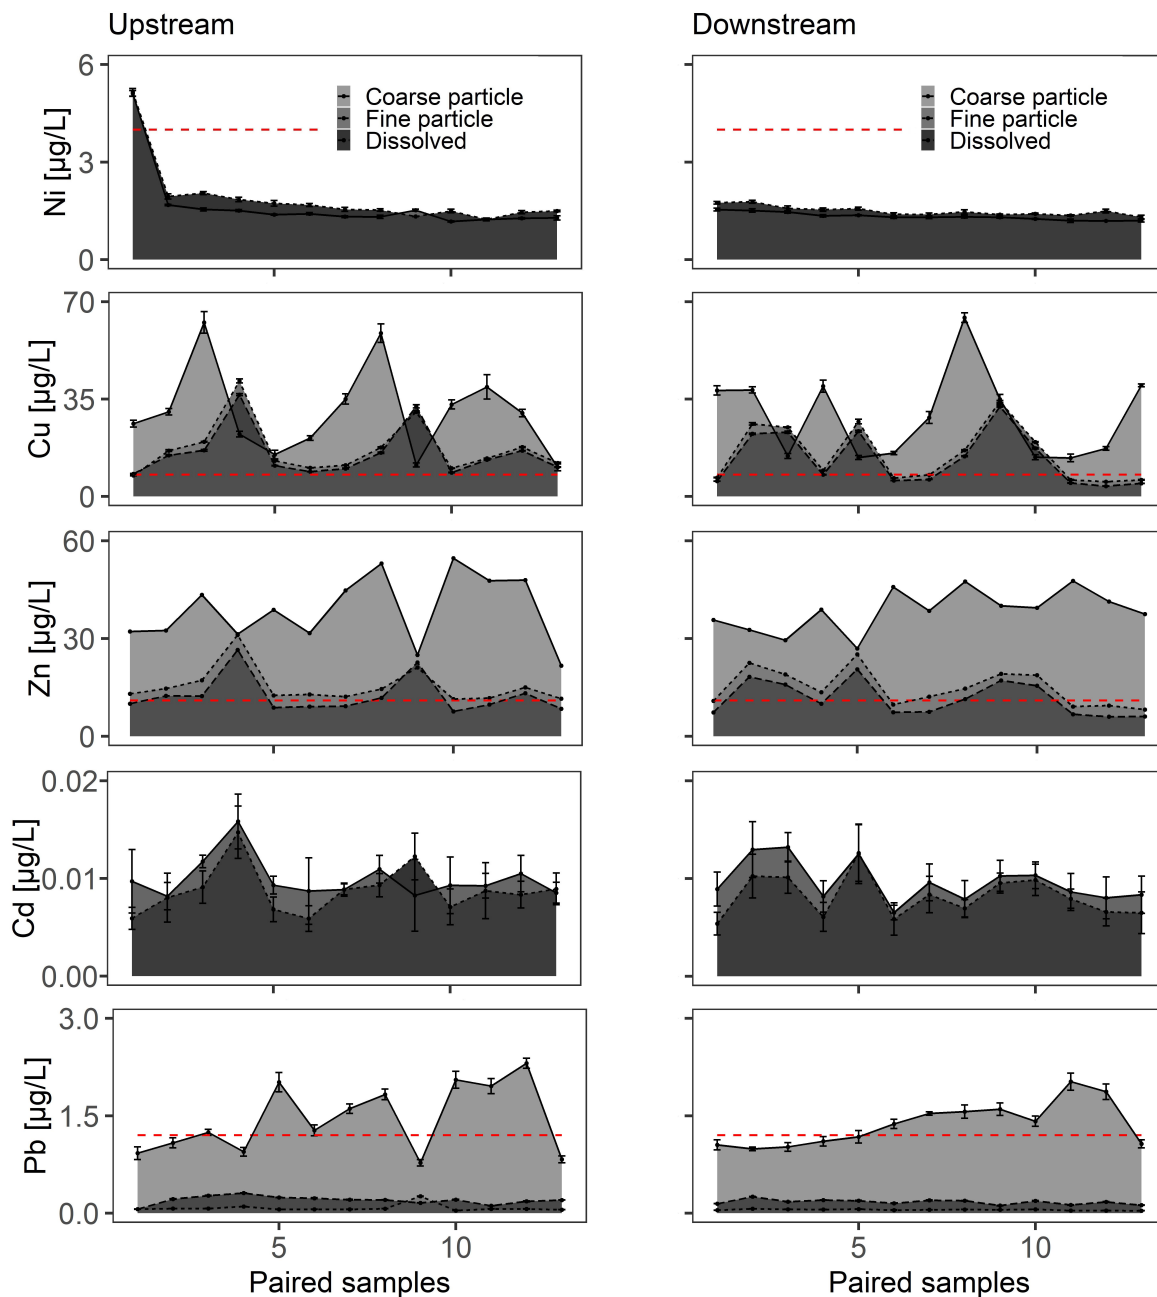 Upstream
Downstream
Ni [µg/L]
6
3
0
Coarse particle
Fine particle
Dissolved
Coarse particle
Fine particle
Dissolved
Cu [µg/L]
70
35
0
Zn [µg/L]
60
30
0
Cd [µg/L]
0.02
0.01
0.00
Pb [µg/L]
3.0
1.5
0.0
5
10
5
10
Paired samples
Paired samples